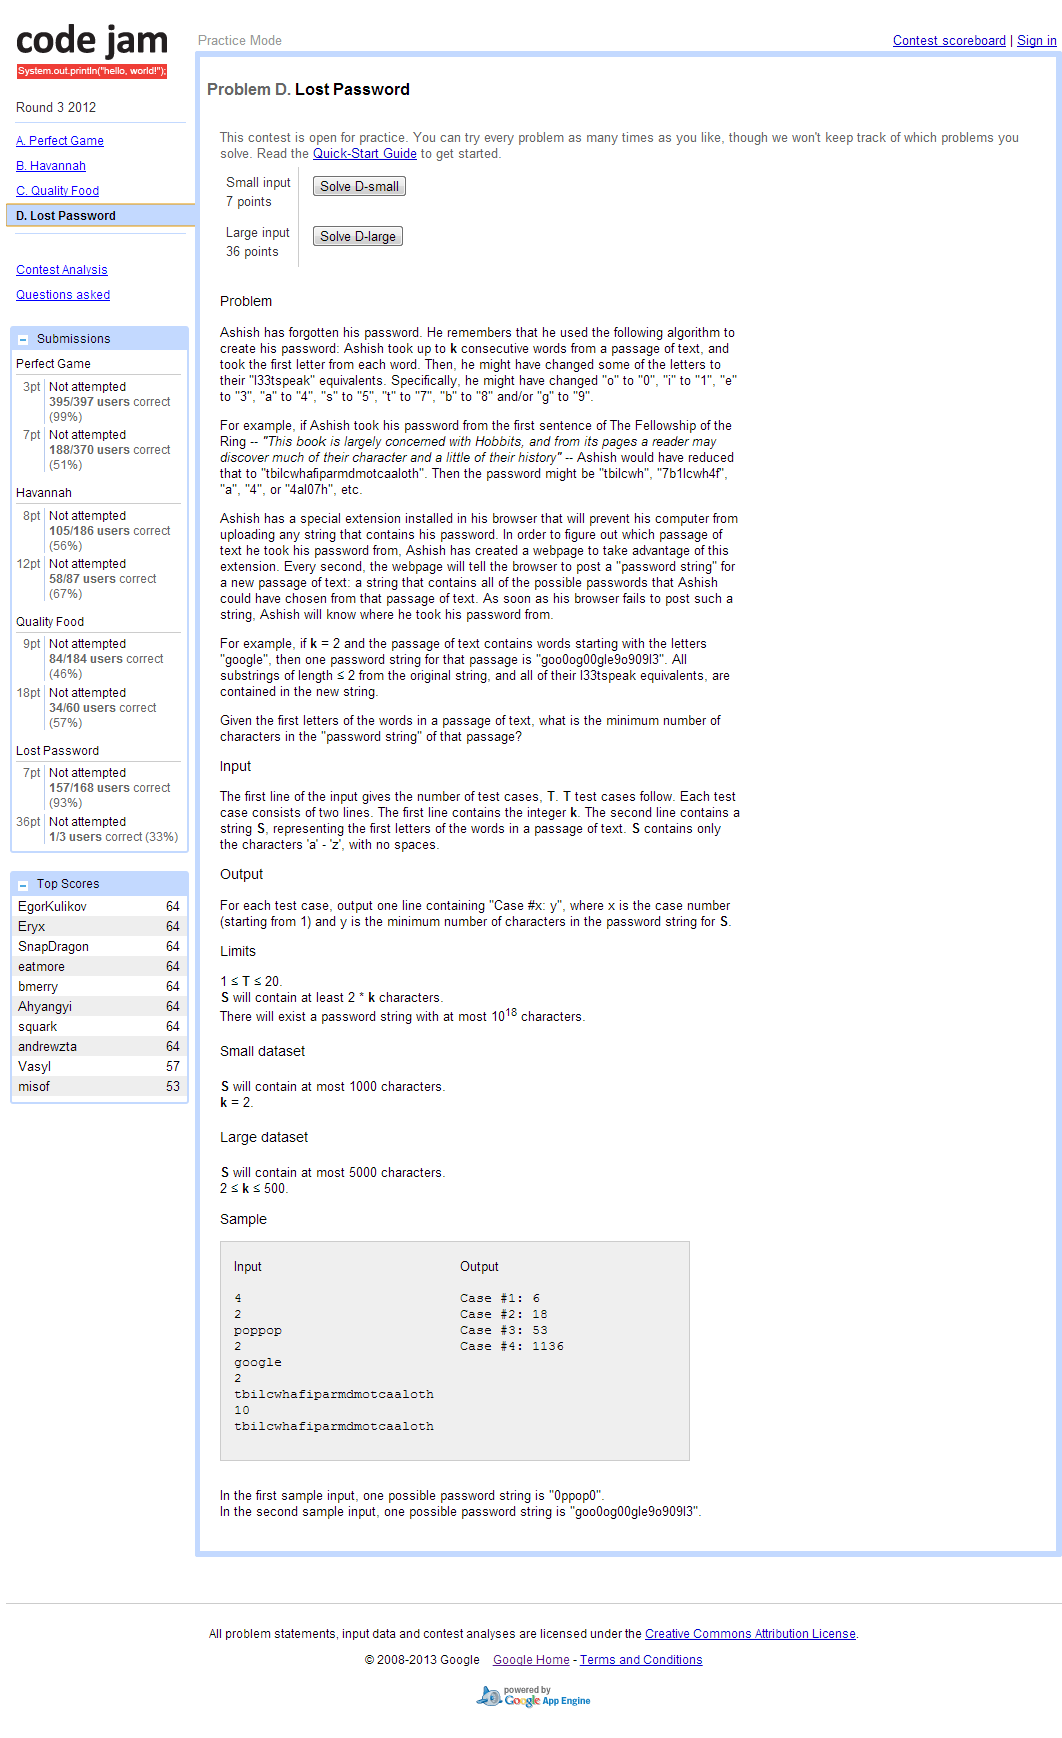 code jam
System.out.println("hello, world!");
Practice Mode
Contest scoreboard | Sign in
Round 3 2012
A. Perfect Game
B. Havannah
C. Quality Food
D. Lost Password
Contest Analysis
Questions asked
Submissions
Perfect Game
3pt Not attempted
395/397 users correct
(99%)
7pt Not attempted
188/370 users correct
(51%)
Havannah
8pt Not attempted
105/186 users correct
(56%)
12pt Not attempted
58/87 users correct
(67%)
Quality Food
9pt Not attempted
84/184 users correct
(46%)
18pt Not attempted
34/60 users correct
(57%)
Lost Password
7pt Not attempted
157/168 users correct
(93%)
36pt Not attempted
1/3 users correct (33%)
Top Scores
EgorKulikov 64
Eryx 64
SnapDragon 64
eatmore 64
bmerry 64
Ahyangyi 64
squark 64
andrewzta 64
Vasyl 57
misof 53
Problem D. Lost Password
This contest is open for practice. You can try every problem as many times as you like, though we won't keep track of which problems you
solve. Read the Quick-Start Guide to get started.
Small input
7 points
Solve D-small
Large input
36 points
Solve D-large
Problem
Ashish has forgotten his password. He remembers that he used the following algorithm to
create his password: Ashish took up to k consecutive words from a passage of text, and
took the first letter from each word. Then, he might have changed some of the letters to
their "l33tspeak" equivalents. Specifically, he might have changed "o" to "0", "i" to "1", "e"
to "3", "a" to "4", "s" to "5", "t" to "7", "b" to "8" and/or "g" to "9".
For example, if Ashish took his password from the first sentence of The Fellowship of the
Ring -- "This book is largely concerned with Hobbits, and from its pages a reader may
discover much of their character and a little of their history" -- Ashish would have reduced
that to "tbilcwhafiparmdmotcaaloth". Then the password might be "tbilcwh", "7b1lcwh4f",
"a", "4", or "4al07h", etc.
Ashish has a special extension installed in his browser that will prevent his computer from
uploading any string that contains his password. In order to figure out which passage of
text he took his password from, Ashish has created a webpage to take advantage of this
extension. Every second, the webpage will tell the browser to post a "password string" for
a new passage of text: a string that contains all of the possible passwords that Ashish
could have chosen from that passage of text. As soon as his browser fails to post such a
string, Ashish will know where he took his password from.
For example, if k = 2 and the passage of text contains words starting with the letters
"google", then one password string for that passage is "goo0og00gle9o909l3". All
substrings of length ≤ 2 from the original string, and all of their l33tspeak equivalents, are
contained in the new string.
Given the first letters of the words in a passage of text, what is the minimum number of
characters in the "password string" of that passage?
Input
The first line of the input gives the number of test cases, T. T test cases follow. Each test
case consists of two lines. The first line contains the integer k. The second line contains a
string S, representing the first letters of the words in a passage of text. S contains only
the characters 'a' - 'z', with no spaces.
Output
For each test case, output one line containing "Case #x: y", where x is the case number
(starting from 1) and y is the minimum number of characters in the password string for S.
Limits
1 ≤ T ≤ 20.
S will contain at least 2 * k characters.
There will exist a password string with at most 10^18 characters.
Small dataset
S will contain at most 1000 characters.
k = 2.
Large dataset
S will contain at most 5000 characters.
2 ≤ k ≤ 500.
Sample
Input
4
2
poppop
2
google
2
tbilcwhafiparmdmotcaaloth
10
tbilcwhafiparmdmotcaaloth
Output
Case #1: 6
Case #2: 18
Case #3: 53
Case #4: 1136
In the first sample input, one possible password string is "0ppop0".
In the second sample input, one possible password string is "goo0og00gle9o909l3".
All problem statements, input data and contest analyses are licensed under the Creative Commons Attribution License.
© 2008-2013 Google Google Home - Terms and Conditions
powered by
Google App Engine